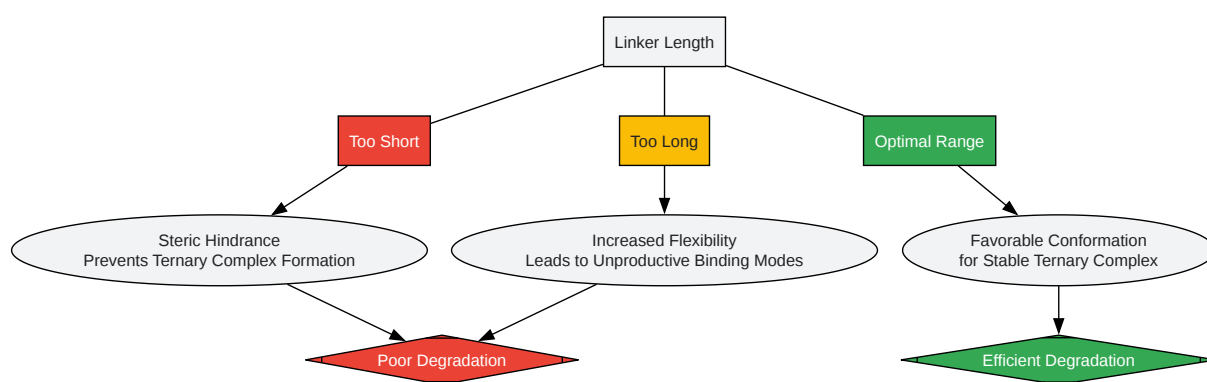 Linker Length
Too Short
Too Long
Optimal Range
Steric Hindrance
Prevents Ternary Complex Formation
Increased Flexibility
Leads to Unproductive Binding Modes
Favorable Conformation
for Stable Ternary Complex
Poor Degradation
Efficient Degradation